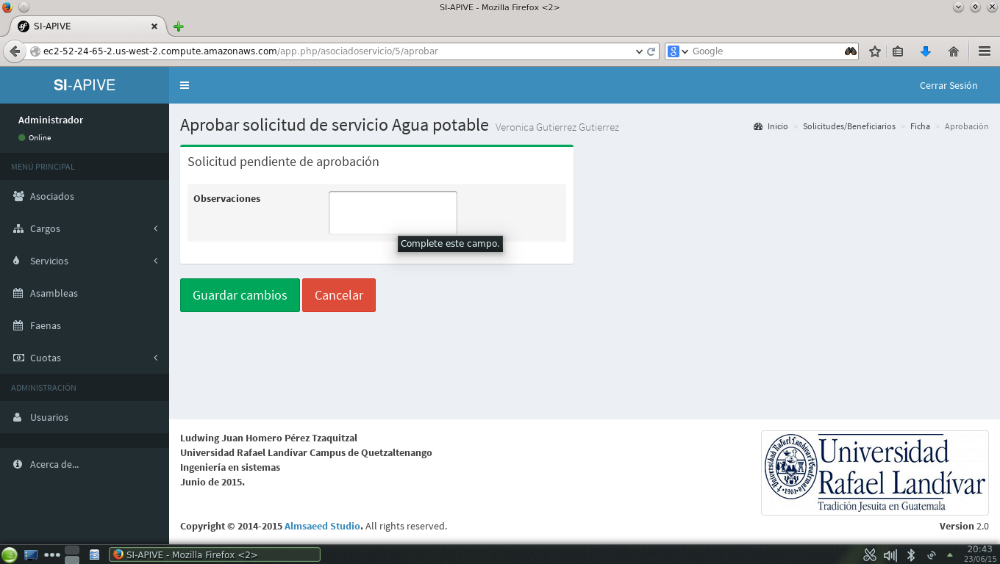 SI-APIVE - Mozilla Firefox <2>
SI-APIVE
ec2-52-24-65-2.us-west-2.compute.amazonaws.com/app.php/asociadoservicio/5/aprobar
Google
SI-APIVE
Cerrar Sesión
Administrador
Online
MENÚ PRINCIPAL
Asociados
Cargos
Servicios
Asambleas
Faenas
Cuotas
ADMINISTRACIÓN
Usuarios
Acerca de...
Aprobar solicitud de servicio Agua potable Veronica Gutierrez Gutierrez
Inicio > Solicitudes/Beneficiarios > Ficha > Aprobación
Solicitud pendiente de aprobación
Observaciones
Complete este campo.
Guardar cambios
Cancelar
Ludwing Juan Homero Pérez Tzaquitzal
Universidad Rafael Landívar Campus de Quetzaltenango
Ingeniería en sistemas
Junio de 2015.
Universidad
Rafael Landívar
Tradición Jesuita en Guatemala
Copyright © 2014-2015 Almsaeed Studio. All rights reserved.
Version 2.0
SI-APIVE - Mozilla Firefox <2>
20:43
23/06/15